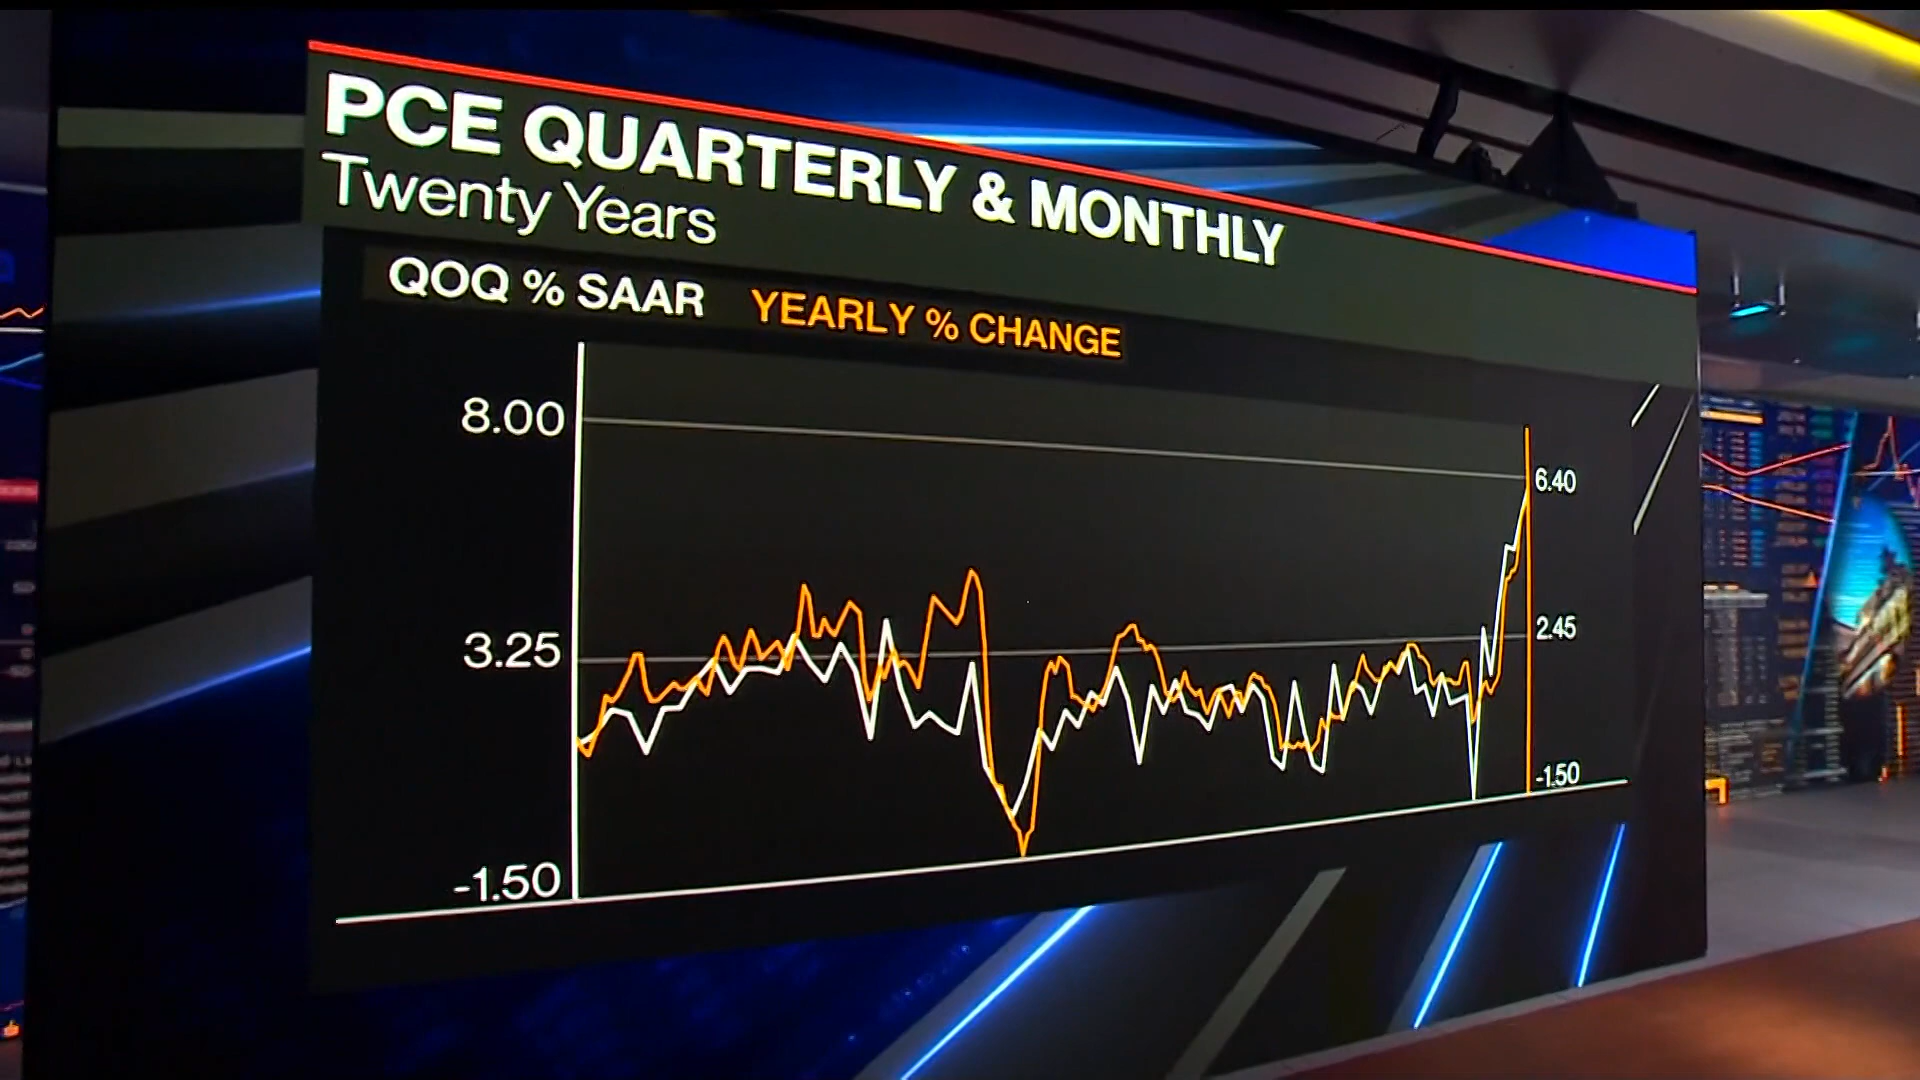 PCE QUARTERLY & MONTHLY
Twenty Years
QOQ % SAAR YEARLY % CHANGE
8.00
6.40
3.25
2.45
-1.50
-1.50